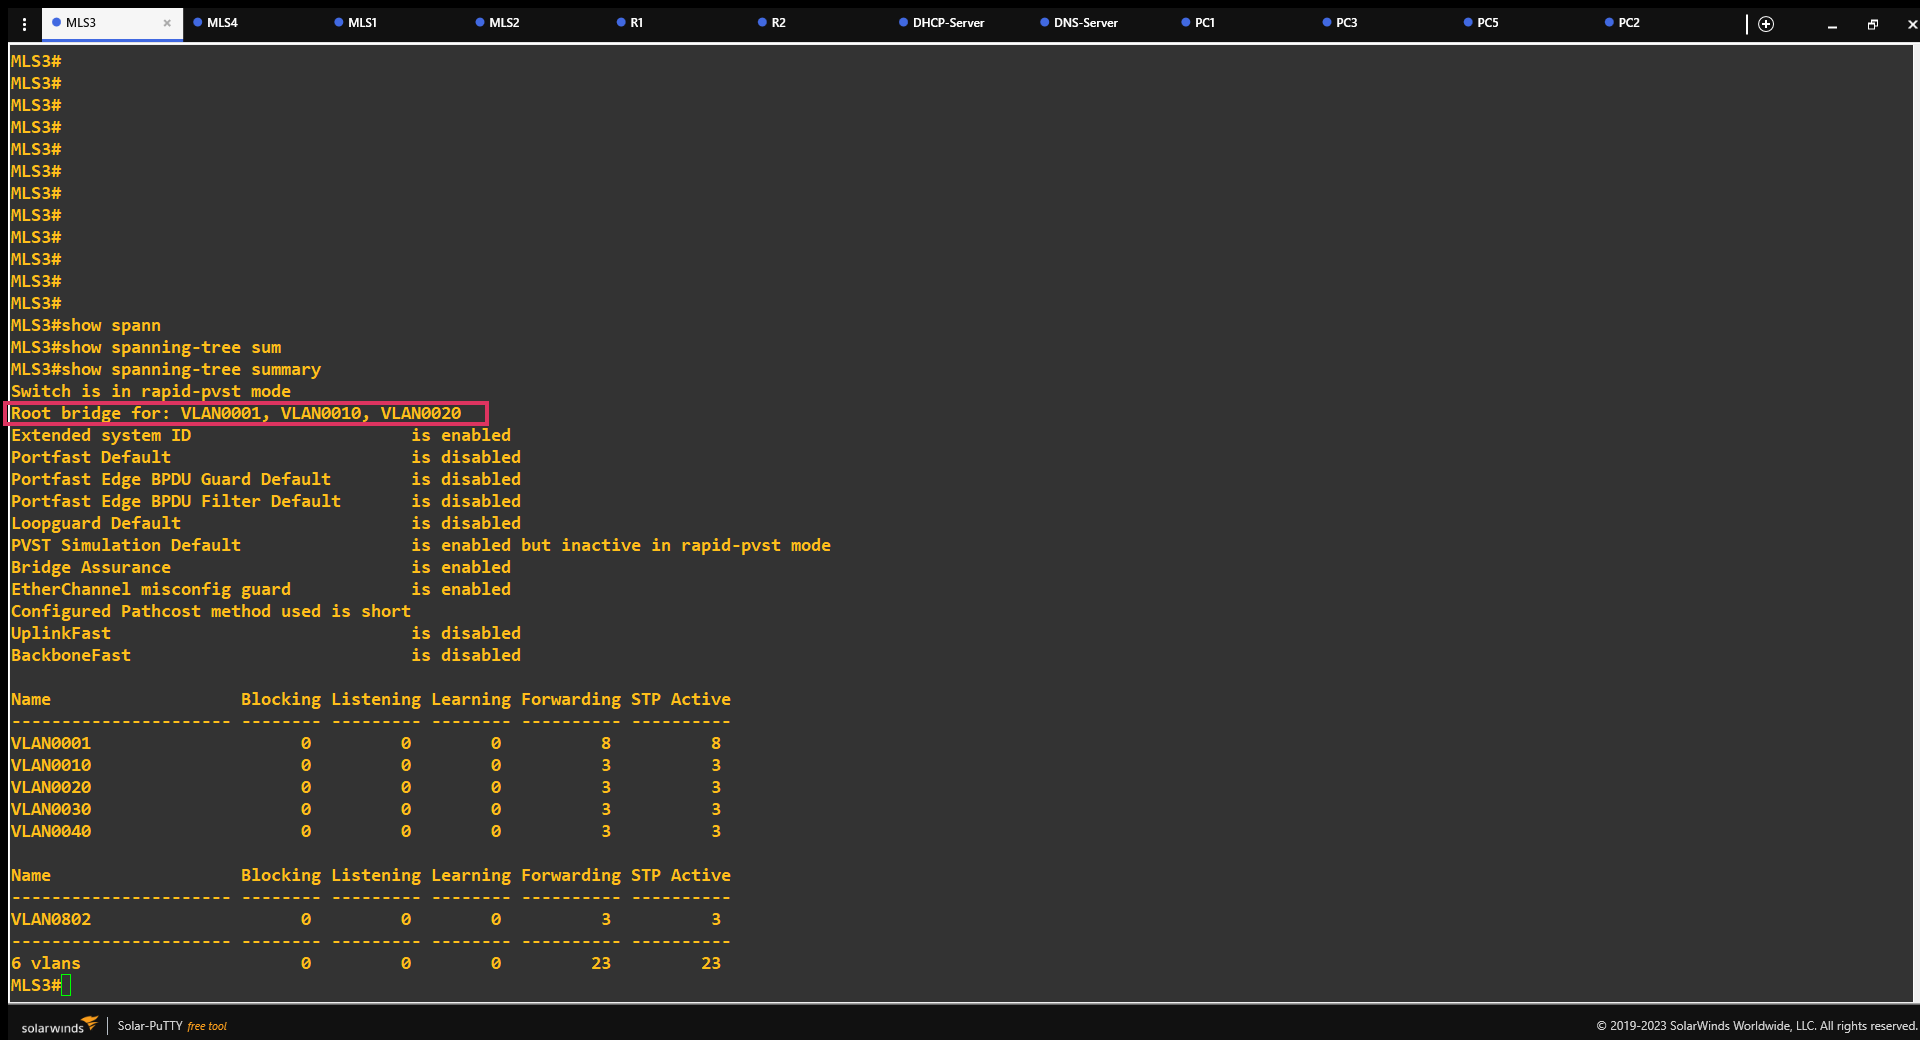 MLS3 × MLS4 MLS1 MLS2 R1 R2 DHCP-Server DNS-Server PC1 PC3 PC5 PC2
MLS3#
MLS3#
MLS3#
MLS3#
MLS3#
MLS3#
MLS3#
MLS3#
MLS3#
MLS3#
MLS3#
MLS3#
MLS3#show spann
MLS3#show spanning-tree sum
MLS3#show spanning-tree summary
Switch is in rapid-pvst mode
Root bridge for: VLAN0001, VLAN0010, VLAN0020
Extended system ID                      is enabled
Portfast Default                        is disabled
Portfast Edge BPDU Guard Default        is disabled
Portfast Edge BPDU Filter Default       is disabled
Loopguard Default                       is disabled
PVST Simulation Default                 is enabled but inactive in rapid-pvst mode
Bridge Assurance                        is enabled
EtherChannel misconfig guard            is enabled
Configured Pathcost method used is short
UplinkFast                              is disabled
BackboneFast                            is disabled
Name                   Blocking Listening Learning Forwarding STP Active
---------------------- -------- --------- -------- ---------- ----------
VLAN0001                     0         0        0          8          8
VLAN0010                     0         0        0          3          3
VLAN0020                     0         0        0          3          3
VLAN0030                     0         0        0          3          3
VLAN0040                     0         0        0          3          3
Name                   Blocking Listening Learning Forwarding STP Active
---------------------- -------- --------- -------- ---------- ----------
VLAN0802                     0         0        0          3          3
---------------------- -------- --------- -------- ---------- ----------
6 vlans                      0         0        0         23         23
MLS3#
solarwinds | Solar-PuTTY free tool © 2019-2023 SolarWinds Worldwide, LLC. All rights reserved.